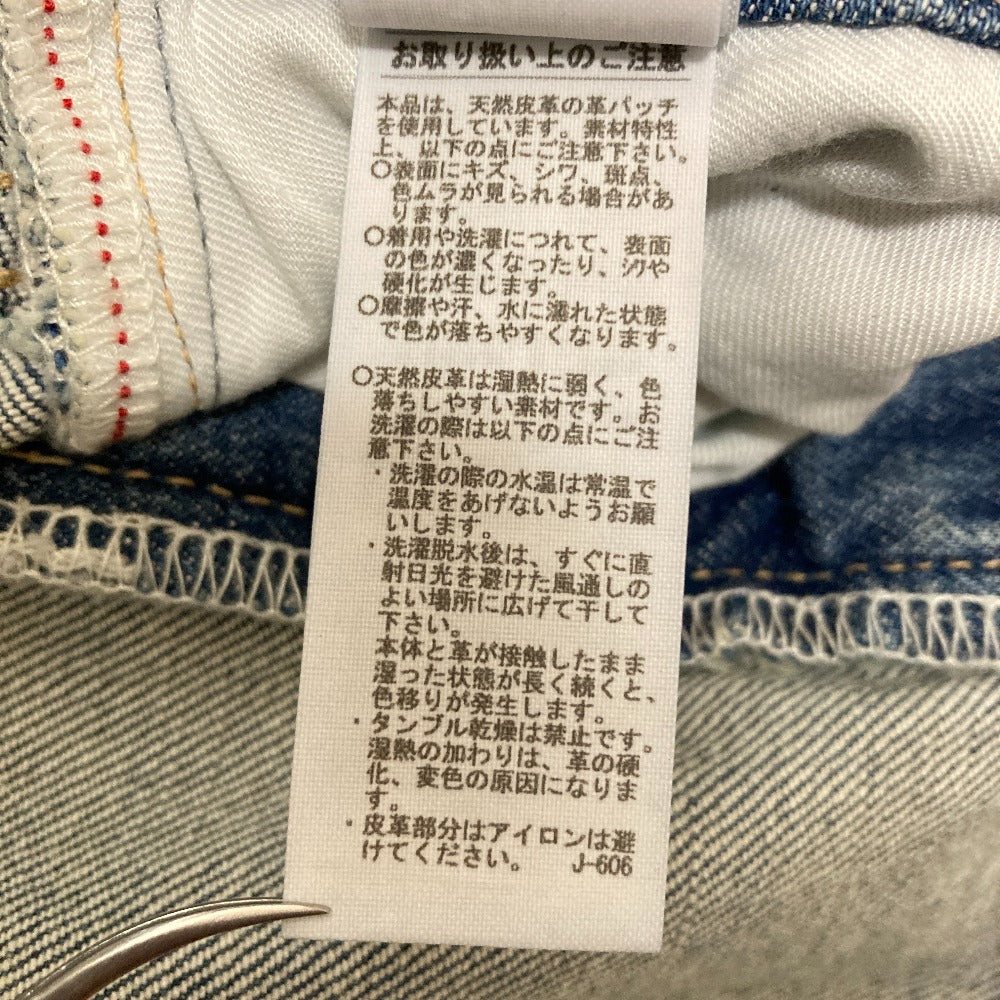 お取り扱い上のご注意
本品は、天然皮革の革パッチ
を使用しています。素材特性
上、以下の点にご注意下さい。
○表面にキズ、シワ、斑点、
色ムラが見られる場合があ
ります。
○着用や洗濯につれて、表面
の色が濃くなったり、シワや
硬化が生じます。
○摩擦や汗、水に濡れた状態
で色が落ちやすくなります。
○天然皮革は湿熱に弱く、色
落ちしやすい素材です。お
洗濯の際は以下の点にご注
意下さい。
・洗濯の際の水温は常温で
温度をあげないようお願
いします。
・洗濯脱水後は、すぐに直
射日光を避けた風通しの
よい場所に広げて干して
下さい。
本体と革が接触したまま
湿った状態が長く続くと、
色移りが発生します。
・タンブル乾燥は禁止です。
湿熱の加わりは、革の硬
化、変色の原因になりま
す。
・皮革部分はアイロンは避
けてください。 J-606